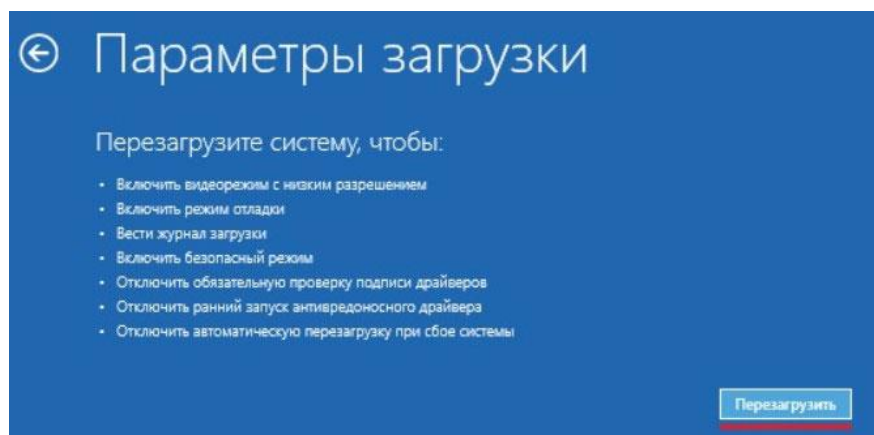 Параметры загрузки
Перезагрузите систему, чтобы:
• Включить видеорежим с низким разрешением
• Включить режим отладки
• Вести журнал загрузки
• Включить безопасный режим
• Отключить обязательную проверку подписи драйверов
• Отключить ранний запуск антивредоносного драйвера
• Отключить автоматическую перезагрузку при сбое системы
Перезагрузить